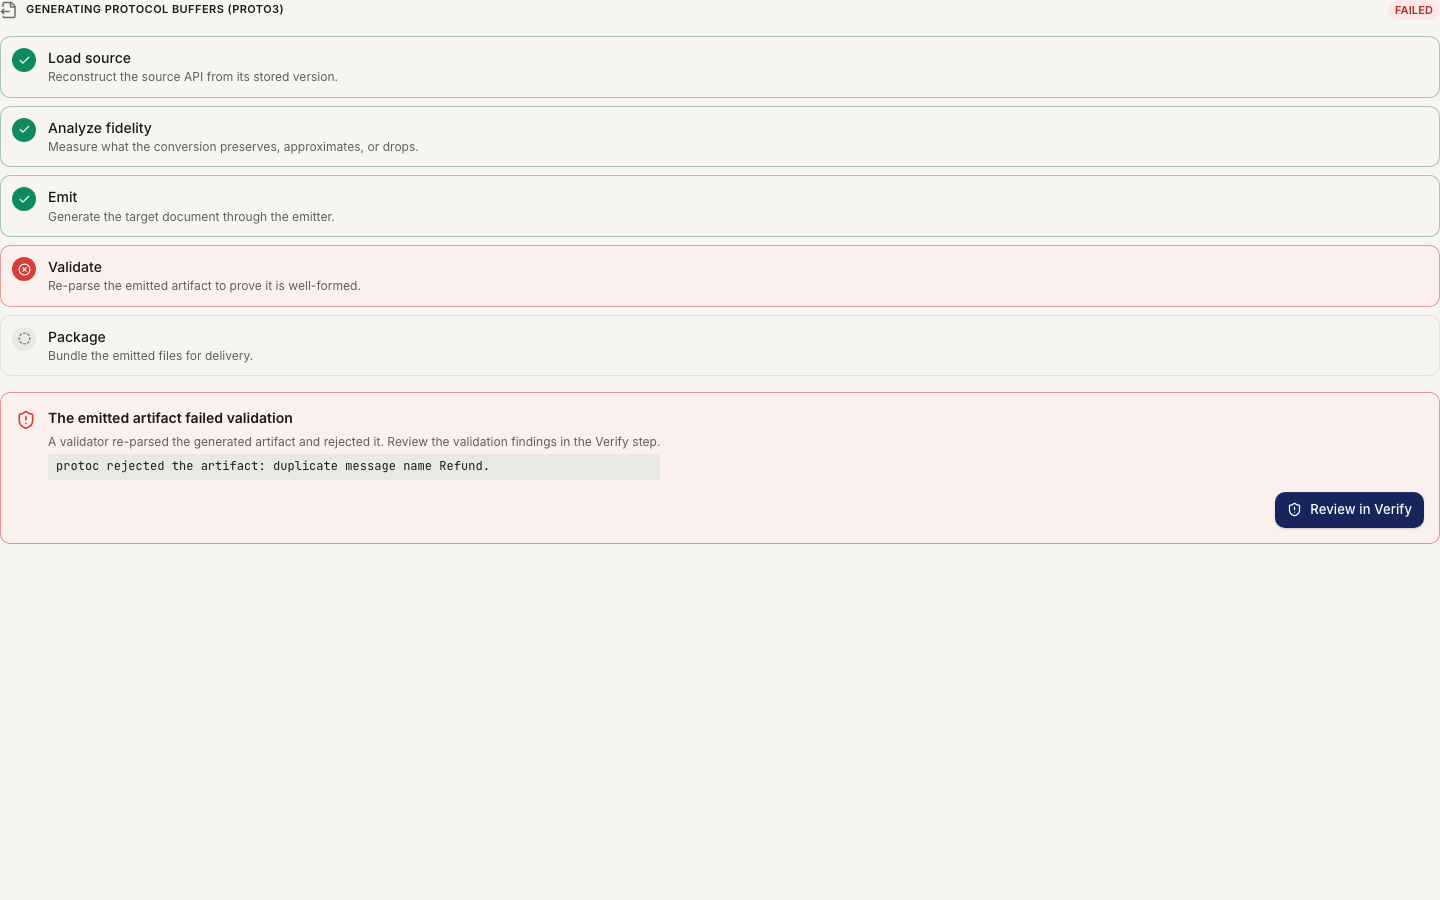 GENERATING PROTOCOL BUFFERS (PROTO3)
FAILED
Load source
Reconstruct the source API from its stored version.
Analyze fidelity
Measure what the conversion preserves, approximates, or drops.
Emit
Generate the target document through the emitter.
Validate
Re-parse the emitted artifact to prove it is well-formed.
Package
Bundle the emitted files for delivery.
The emitted artifact failed validation
A validator re-parsed the generated artifact and rejected it. Review the validation findings in the Verify step.
protoc rejected the artifact: duplicate message name Refund.
Review in Verify